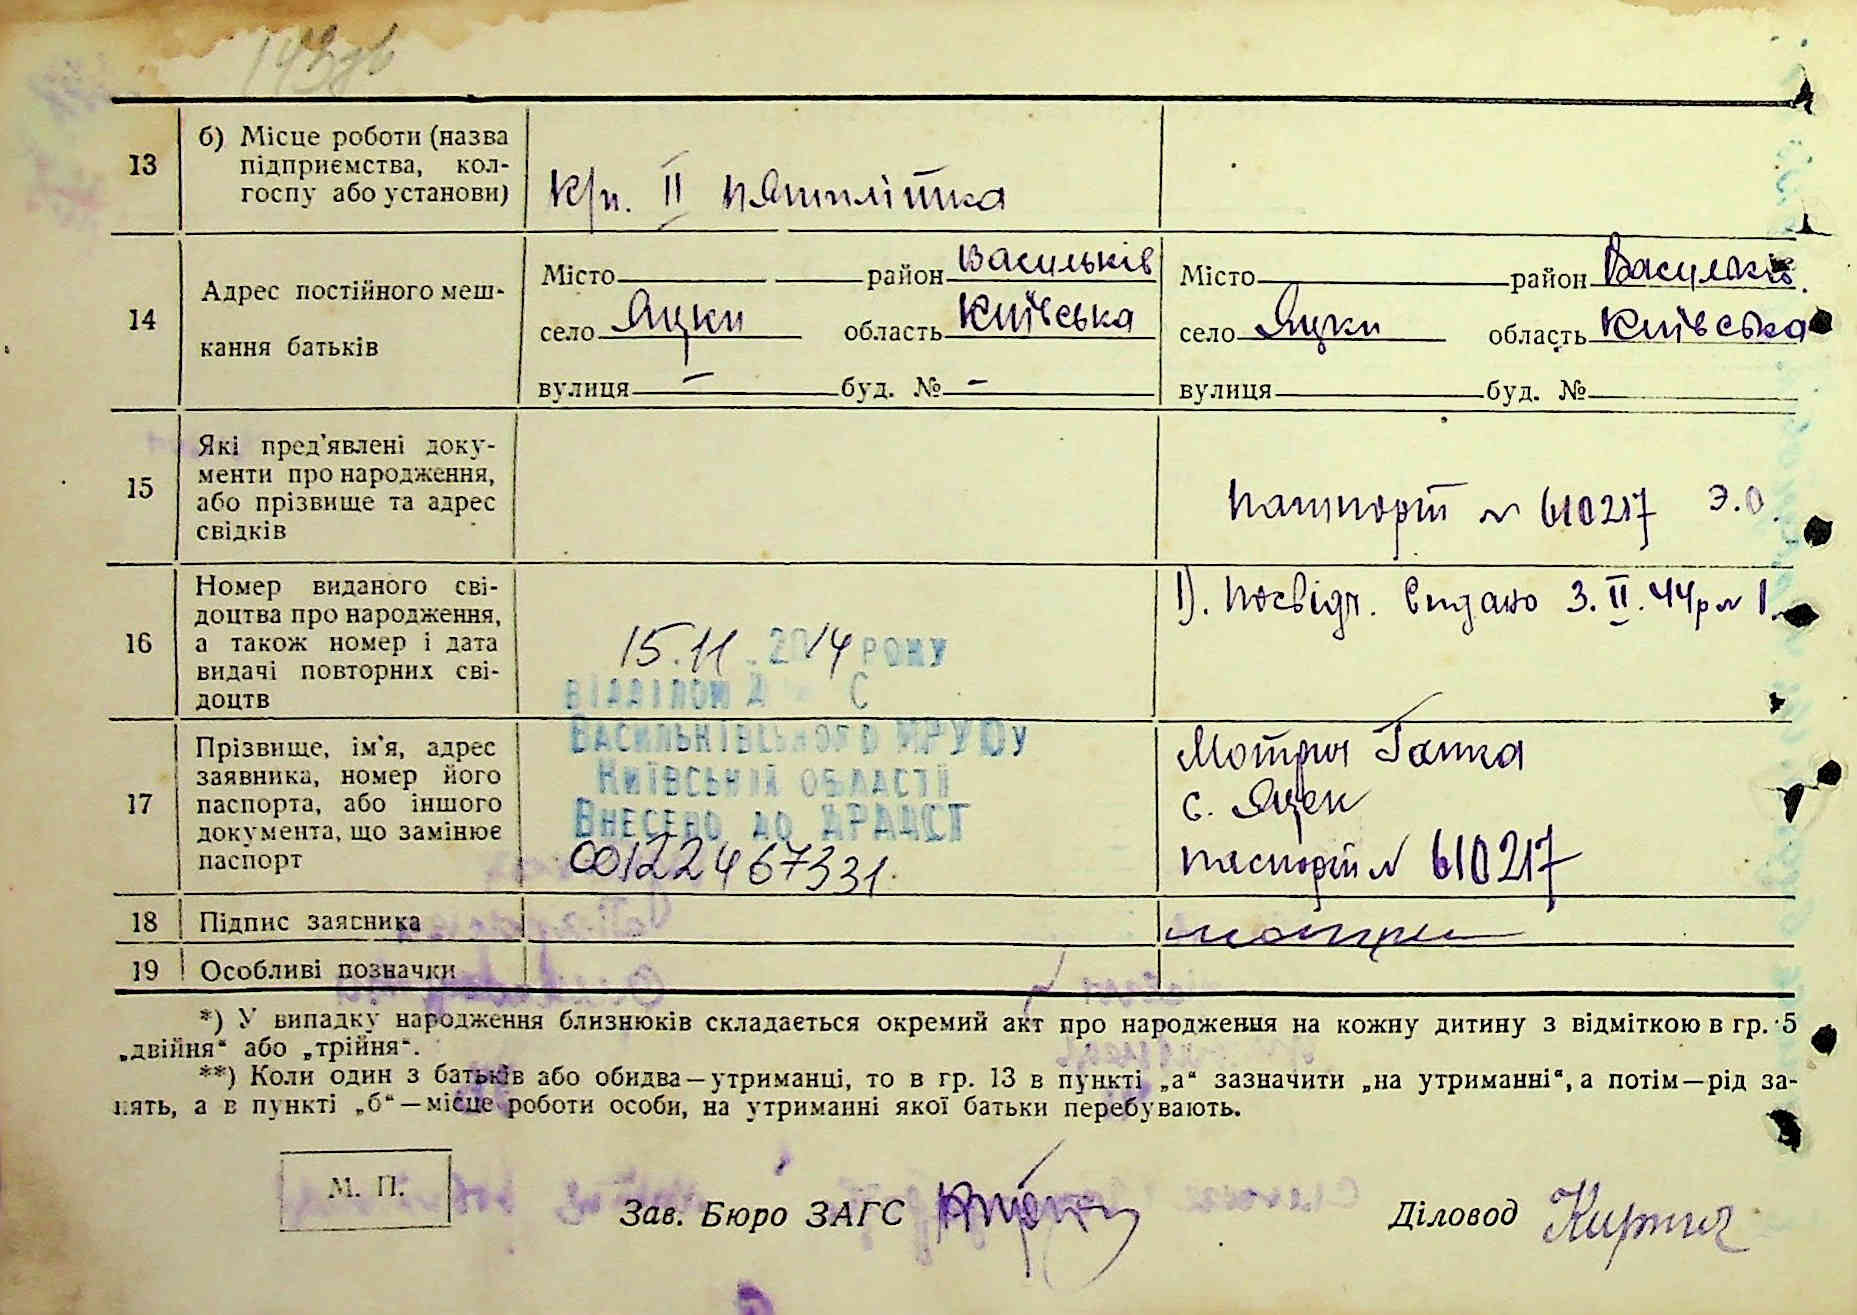 13
б) Місце роботи (назва
підприємства, кол-
госпу або установи)
К/п. II пятилітка
14
Адрес постійного меш-
кання батьків
Місто район Васильків
село Яцки область Київська
вулиця — буд. № —
Місто район Васильків.
село Яцки область Київська
вулиця буд. №
15
Які пред'явлені доку-
менти про народження,
або прізвище та адрес
свідків
паспорт № 610217 Э.О.
16
Номер виданого сві-
доцтва про народження,
а також номер і дата
видачі повторних сві-
доцтв
1). Посвідч. видано 3. II. 44р № 1.
15.11.2014 РОКУ
ВІДДІЛОМ
ВАСИЛЬКІВСЬКОГО МРУЮ
КИЇВСЬКІЙ ОБЛАСТІ
ВНЕСЕНО ДО ДРАЦСГ
00122467331.
17
Прізвище, ім'я, адрес
заявника, номер його
паспорта, або іншого
документа, що замінює
паспорт
Мотрич Ганка
с. Яцек
паспорт № 610217
18 Підпис заявника
19 Особливі позначки
*) У випадку народження близнюків складається окремий акт про народження на кожну дитину з відміткою в гр. 5
„двійня“ або „трійня“.
**) Коли один з батьків або обидва—утриманці, то в гр. 13 в пункті „а“ зазначити „на утриманні“, а потім—рід за-
нять, а в пункті „б“—місце роботи особи, на утриманні якої батьки перебувають.
М. П.
Зав. Бюро ЗАГС
Діловод